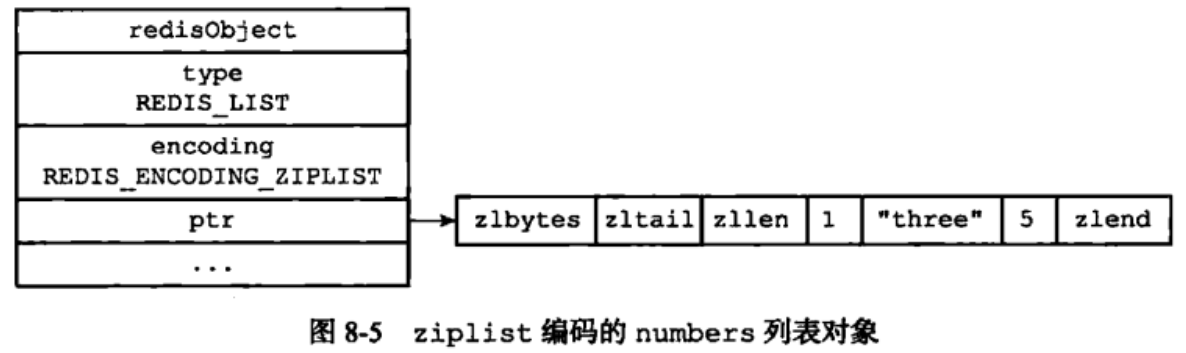 redisObject
type
REDIS_LIST
encoding
REDIS_ENCODING_ZIPLIST
ptr
zlbytes zltail zllen 1 "three" 5 zlend
...
图 8-5 ziplist 编码的 numbers 列表对象